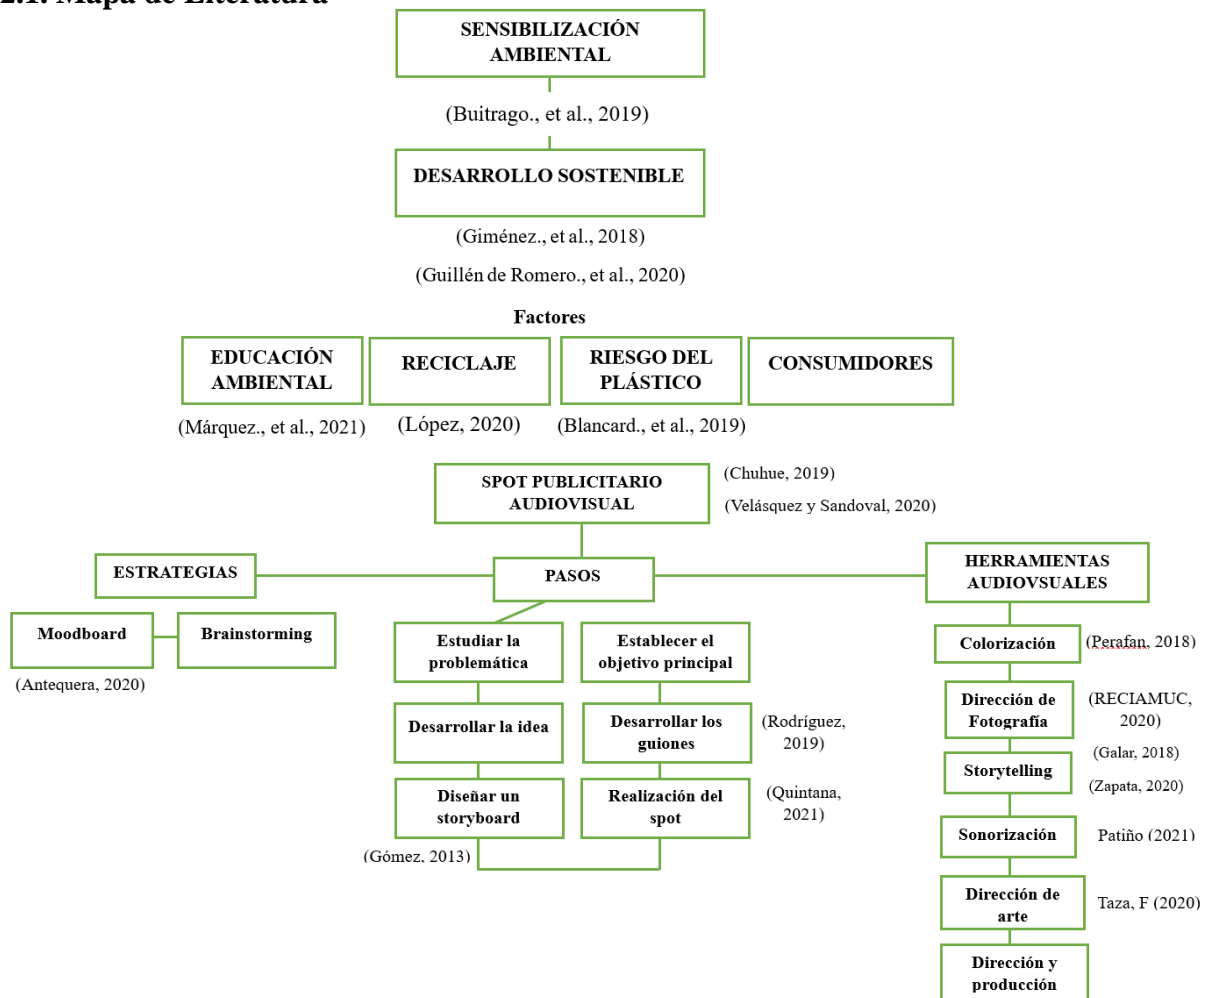 2.1. Mapa de Literatura
SENSIBILIZACIÓN
AMBIENTAL
(Buitrago., et al., 2019)
DESARROLLO SOSTENIBLE
(Giménez., et al., 2018)
(Guillén de Romero., et al., 2020)
Factores
EDUCACIÓN
AMBIENTAL
RECICLAJE
RIESGO DEL
PLÁSTICO
CONSUMIDORES
(Márquez., et al., 2021)
(López, 2020)
(Blancard., et al., 2019)
SPOT PUBLICITARIO
AUDIOVISUAL
(Chuhue, 2019)
(Velásquez y Sandoval, 2020)
ESTRATEGIAS
PASOS
HERRAMIENTAS
AUDIOVSUALES
Moodboard
Brainstorming
(Antequera, 2020)
Estudiar la
problemática
Establecer el
objetivo principal
Desarrollar la idea
Desarrollar los
guiones
(Rodríguez,
2019)
Diseñar un
storyboard
Realización del
spot
(Quintana,
2021)
(Gómez, 2013)
Colorización
(Perafan, 2018)
Dirección de
Fotografía
(RECIAMUC,
2020)
Storytelling
(Galar, 2018)
(Zapata, 2020)
Sonorización
Patiño (2021)
Dirección de
arte
Taza, F (2020)
Dirección y
producción